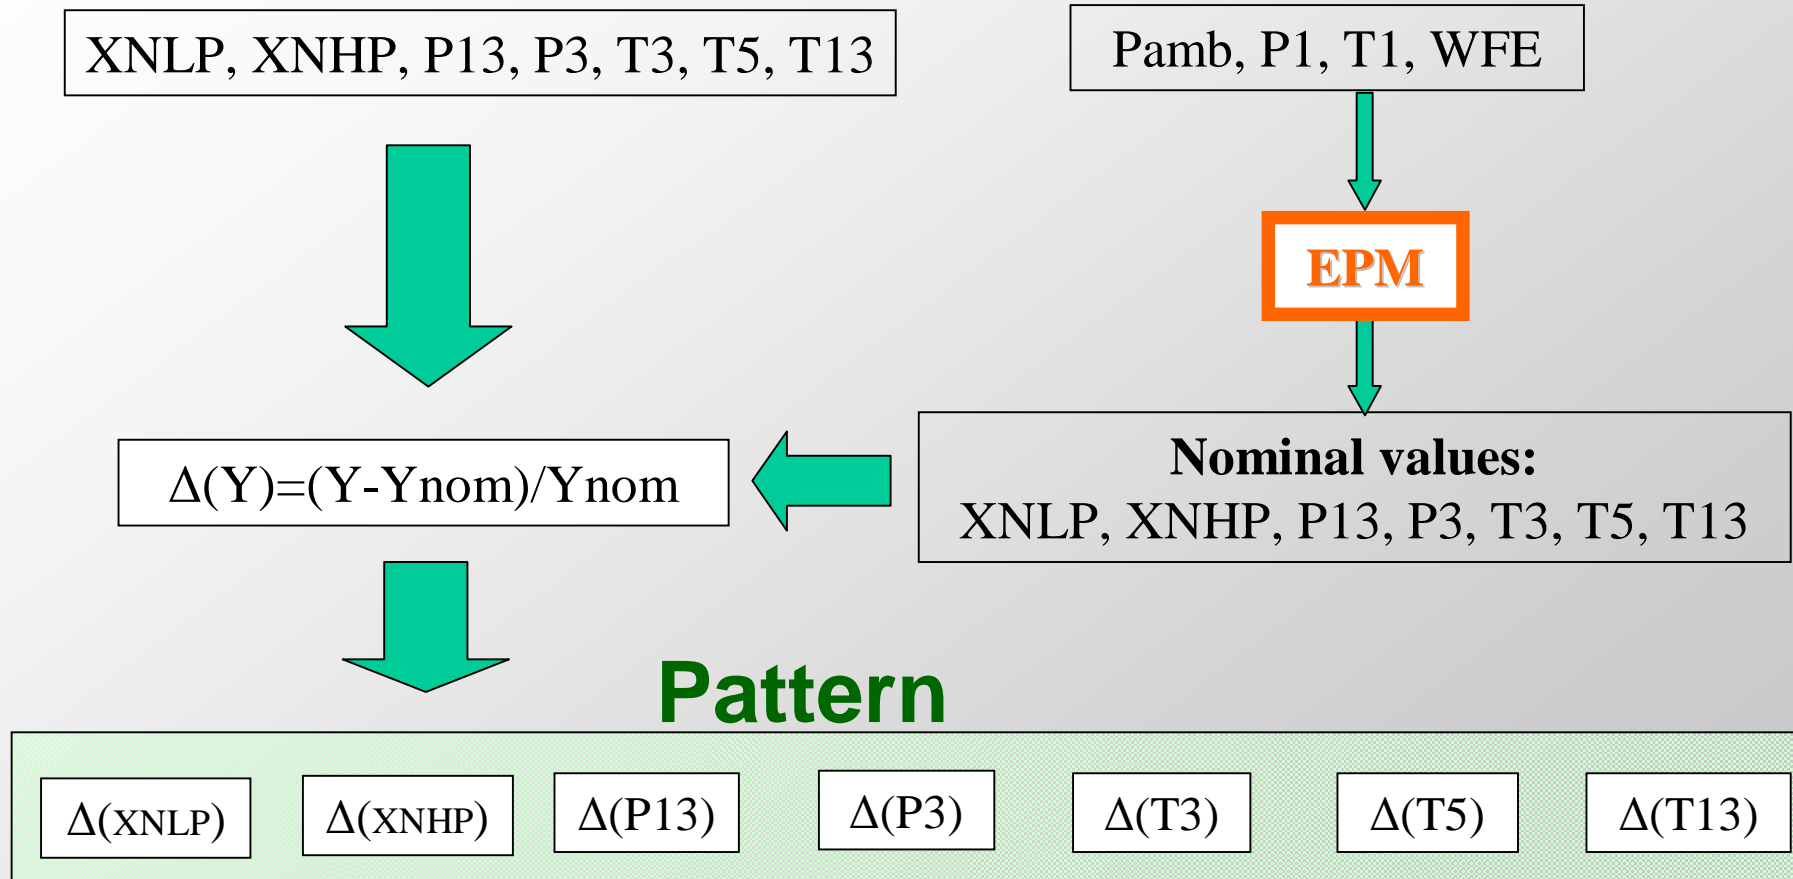 XNLP, XNHP, P13, P3, T3, T5, T13
Pamb, P1, T1, WFE
EPM
Δ(Y)=(Y-Ynom)/Ynom
Nominal values:
XNLP, XNHP, P13, P3, T3, T5, T13
Pattern
Δ(XNLP)
Δ(XNHP)
Δ(P13)
Δ(P3)
Δ(T3)
Δ(T5)
Δ(T13)